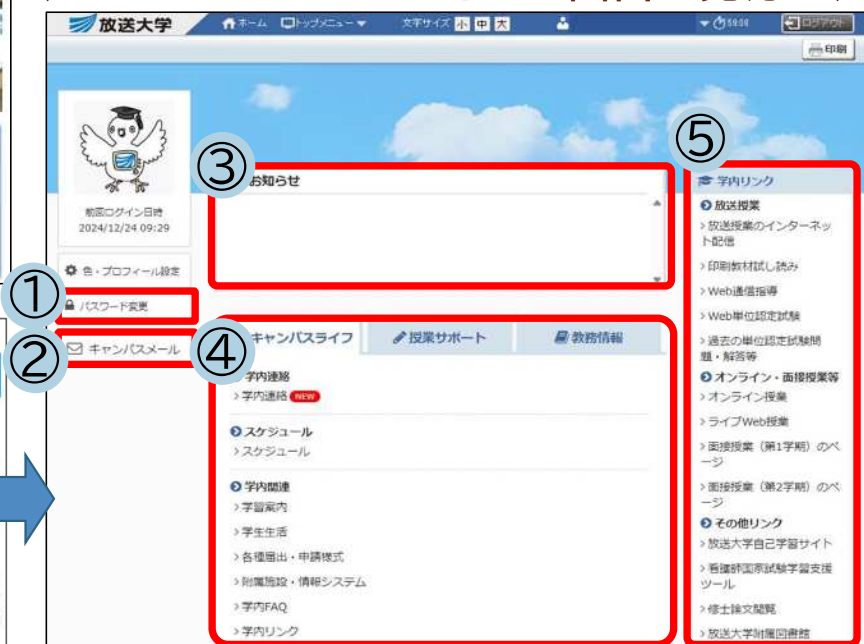 放送大学
ホーム
トップメニュー
文字サイズ 小 中 大
ログアウト
印刷
前回ログイン日時
2024/12/24 09:29
色・プロフィール設定
①
パスワード変更
②
キャンパスメール
③
お知らせ
④
キャンパスライフ
授業サポート
教務情報
学内連絡
>学内連絡 NEW
スケジュール
>スケジュール
学内関連
>学習案内
>学生生活
>各種届出・申請様式
>附属施設・情報システム
>学内FAQ
>学内リンク
⑤
学内リンク
放送授業
>放送授業のインターネッ
ト配信
>印刷教材試し読み
>Web通信指導
>Web単位認定試験
>過去の単位認定試験問
題・解答等
オンライン・面接授業等
>オンライン授業
>ライブWeb授業
>面接授業（第1学期）のペ
ージ
>面接授業（第2学期）のペ
ージ
その他リンク
>放送大学自己学習サイト
>看護師国家試験学習支援
ツール
>修士論文閲覧
>放送大学附属図書館